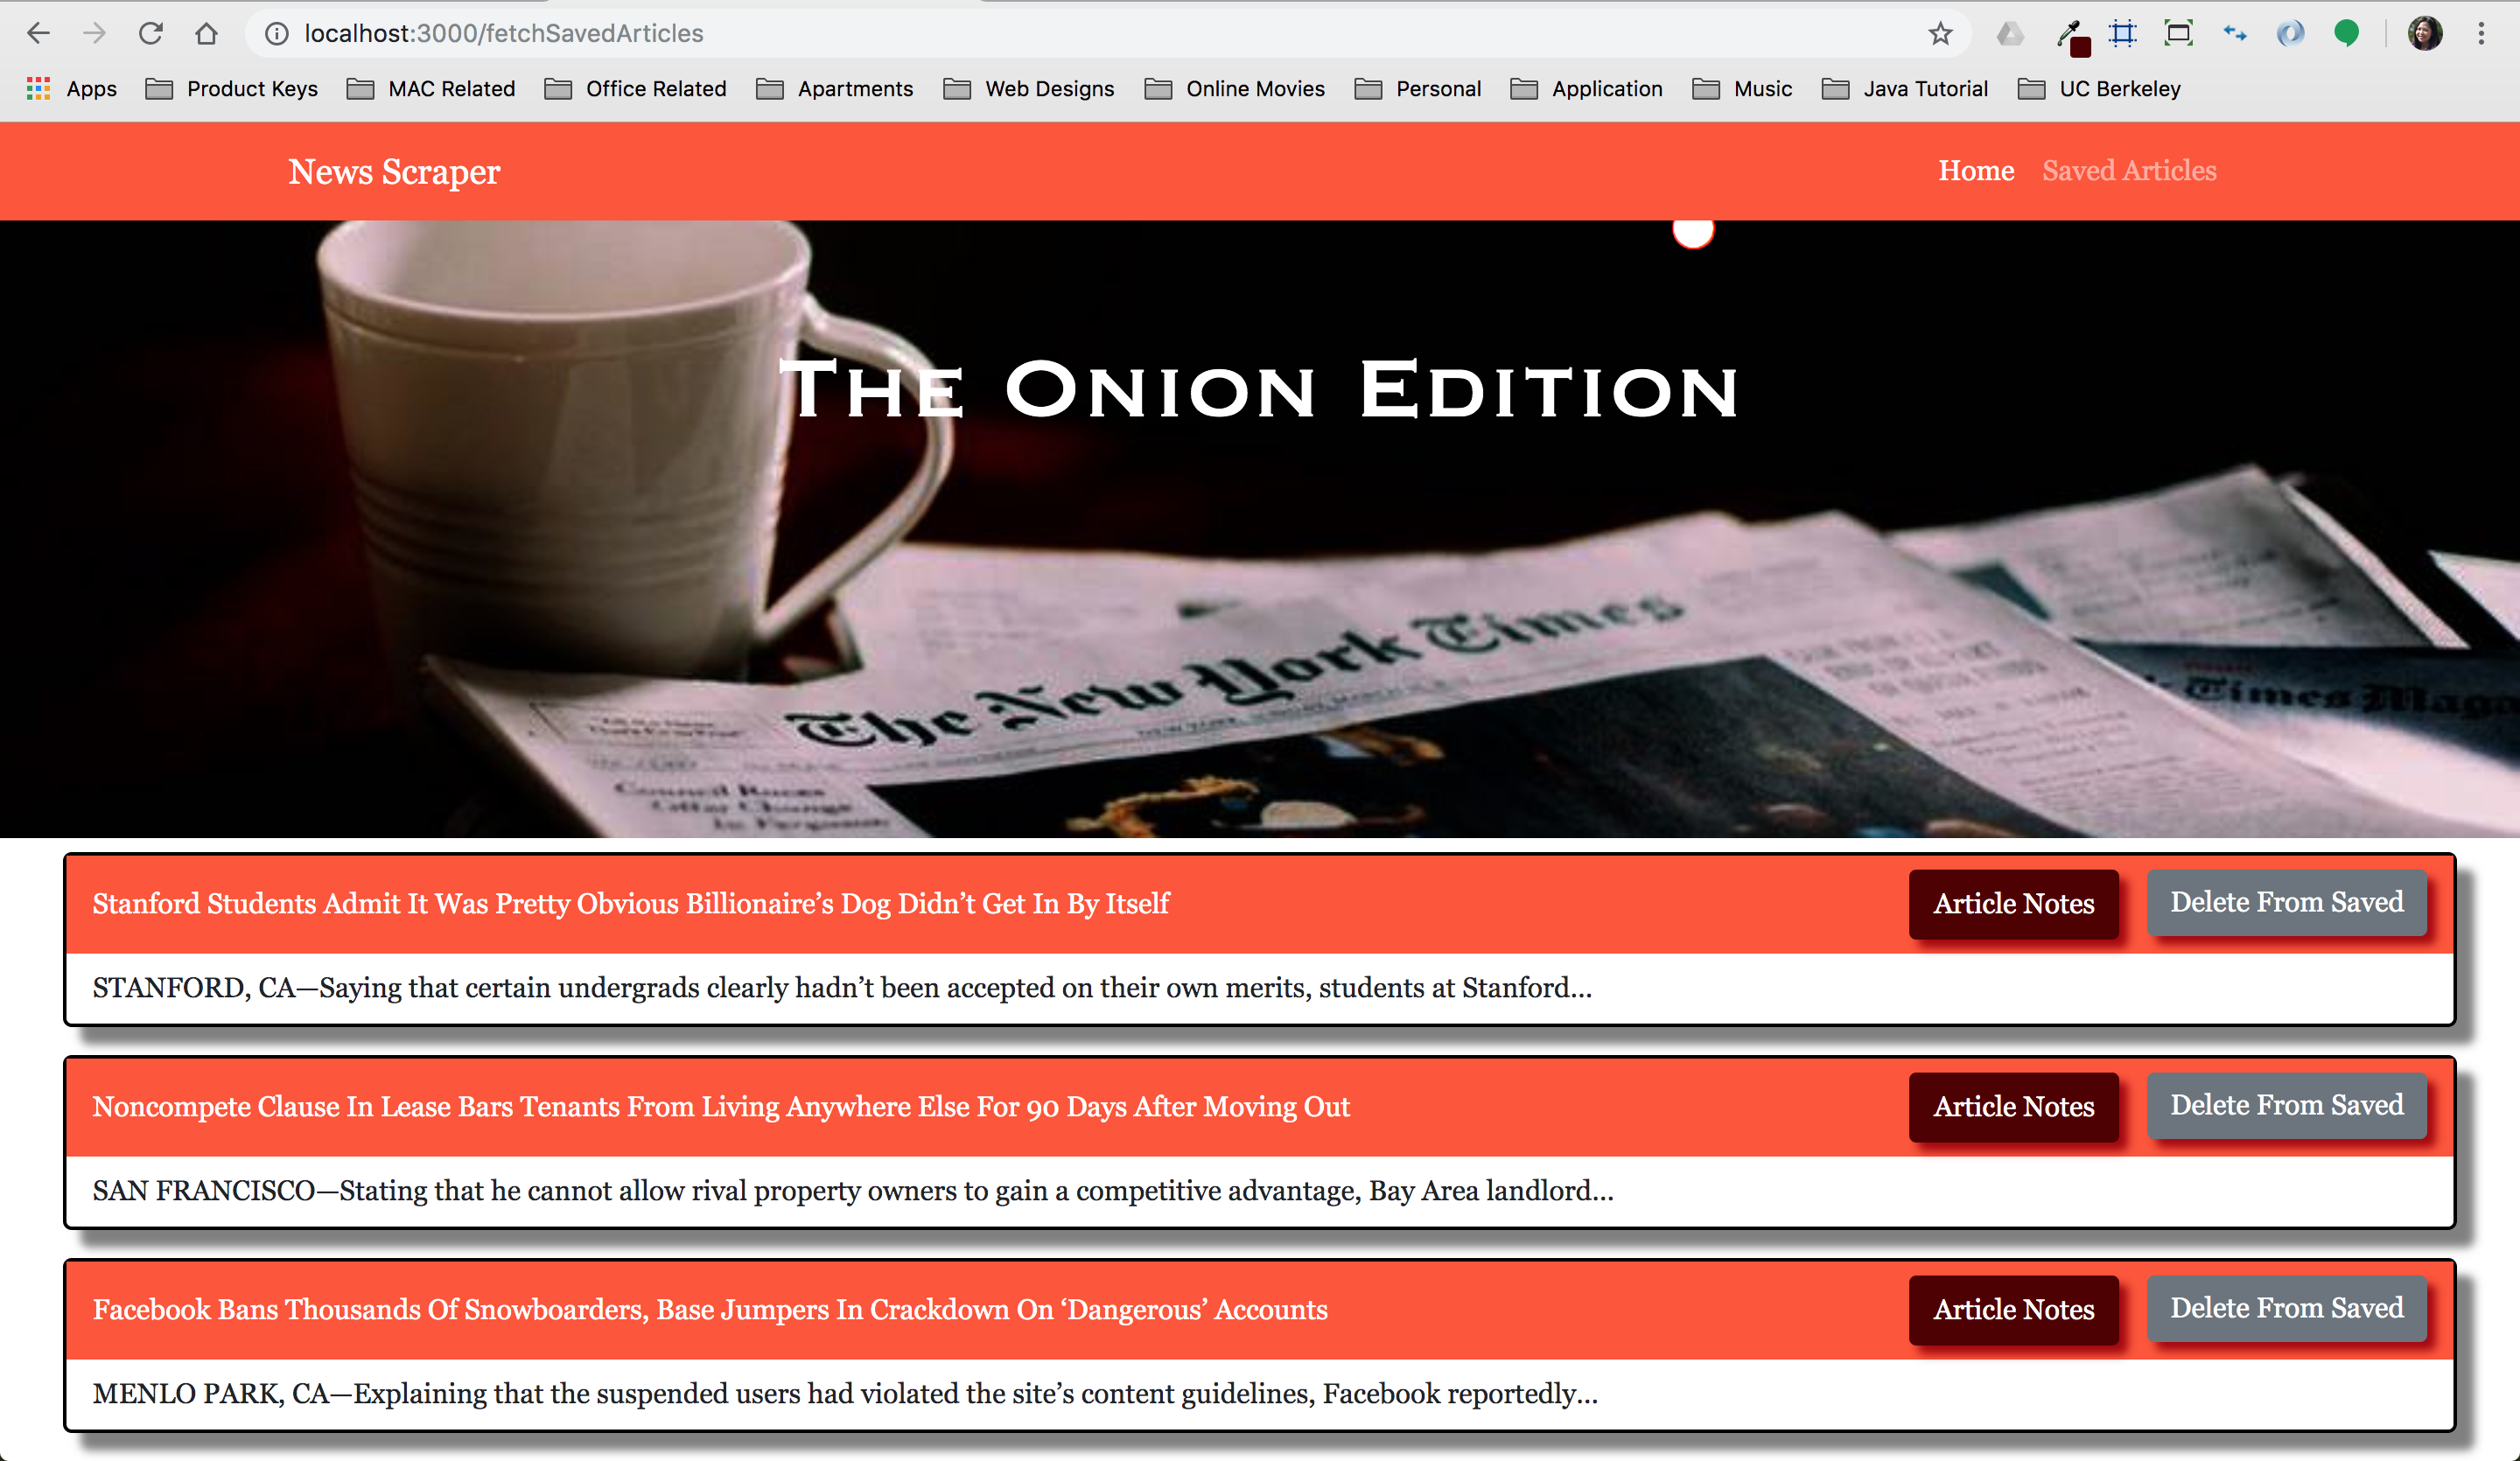 localhost:3000/fetchSavedArticles
Apps Product Keys MAC Related Office Related Apartments Web Designs Online Movies Personal Application Music Java Tutorial UC Berkeley
News Scraper Home Saved Articles
The Onion Edition
The New York Times
Times
Council Races
Stanford Students Admit It Was Pretty Obvious Billionaire’s Dog Didn’t Get In By Itself Article Notes Delete From Saved
STANFORD, CA—Saying that certain undergrads clearly hadn’t been accepted on their own merits, students at Stanford...
Noncompete Clause In Lease Bars Tenants From Living Anywhere Else For 90 Days After Moving Out Article Notes Delete From Saved
SAN FRANCISCO—Stating that he cannot allow rival property owners to gain a competitive advantage, Bay Area landlord...
Facebook Bans Thousands Of Snowboarders, Base Jumpers In Crackdown On ‘Dangerous’ Accounts Article Notes Delete From Saved
MENLO PARK, CA—Explaining that the suspended users had violated the site’s content guidelines, Facebook reportedly...